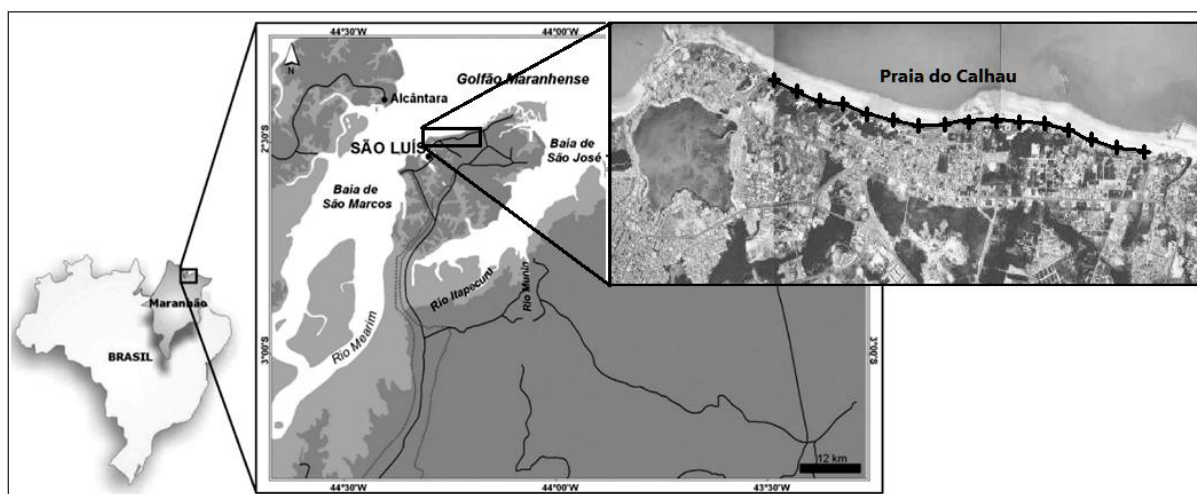 44°30'W
44°00'W
N
Golfão Maranhense
Alcântara
2°30'S
SÃO LUÍS
Baía de
São José
Baia de
São Marcos
Praia do Calhau
Rio Itapecuru
Rio Munin
Rio Mearim
3°00'S
3°00'S
Maranhão
BRASIL
12 km
44°30'W
44°00'W
43°30'W